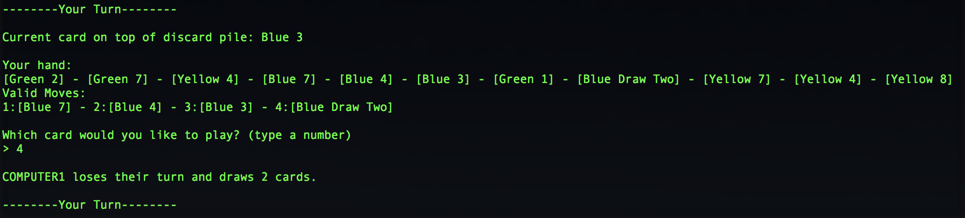 --------Your Turn--------
Current card on top of discard pile: Blue 3
Your hand:
[Green 2] - [Green 7] - [Yellow 4] - [Blue 7] - [Blue 4] - [Blue 3] - [Green 1] - [Blue Draw Two] - [Yellow 7] - [Yellow 4] - [Yellow 8]
Valid Moves:
1:[Blue 7] - 2:[Blue 4] - 3:[Blue 3] - 4:[Blue Draw Two]
Which card would you like to play? (type a number)
> 4
COMPUTER1 loses their turn and draws 2 cards.
--------Your Turn--------